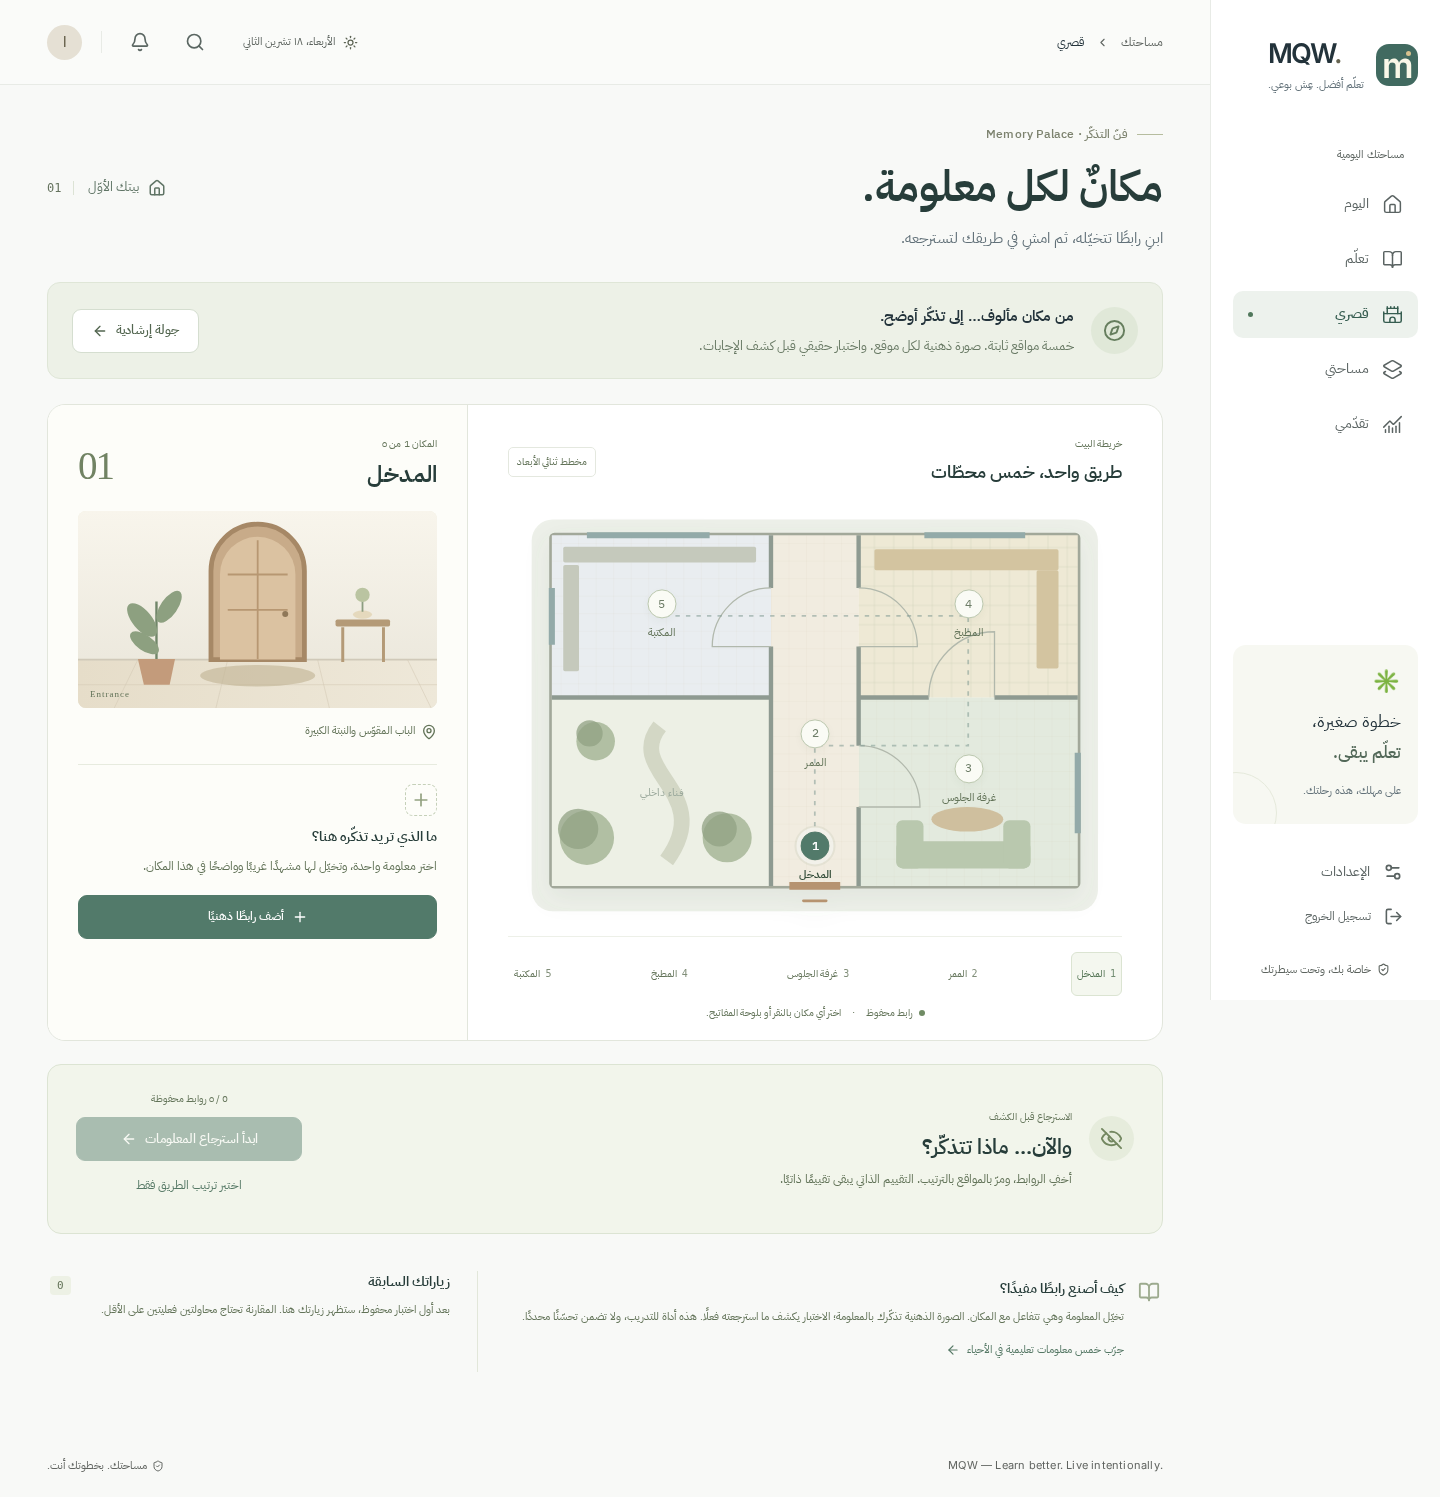 MQW.
تعلّم أفضل. عِش بوعي.
مساحتك اليومية
اليوم
تعلّم
قصري
مساحتي
تقدّمي
خطوة صغيرة،
تعلّم يبقى.
على مهلك، هذه رحلتك.
الإعدادات
تسجيل الخروج
خاصة بك، وتحت سيطرتك
مساحتك
قصري
الأربعاء، ١٨ تشرين الثاني
ا
فنّ التذكّر · Memory Palace
مكانٌ لكل معلومة.
ابنِ رابطًا تتخيّله، ثم امشِ في طريقك لتسترجعه.
بيتك الأوّل
01
من مكان مألوف... إلى تذكّر أوضح.
خمسة مواقع ثابتة. صورة ذهنية لكل موقع. واختبار حقيقي قبل كشف الإجابات.
جولة إرشادية
خريطة البيت
طريق واحد، خمس محطّات
مخطط ثنائي الأبعاد
5
المكتبة
4
المطبخ
2
الممر
3
غرفة الجلوس
فناء داخلي
1
المدخل
1 المدخل
2 الممر
3 غرفة الجلوس
4 المطبخ
5 المكتبة
رابط محفوظ · اختر أي مكان بالنقر أو بلوحة المفاتيح.
المكان 1 من ٥
المدخل
01
Entrance
الباب المقوّس والنبتة الكبيرة
ما الذي تريد تذكّره هنا؟
اختر معلومة واحدة، وتخيّل لها مشهدًا غريبًا وواضحًا في هذا المكان.
أضف رابطًا ذهنيًا
الاسترجاع قبل الكشف
والآن... ماذا تتذكّر؟
أخفِ الروابط، ومرّ بالمواقع بالترتيب. التقييم الذاتي يبقى تقييمًا ذاتيًا.
٥ / ٥ روابط محفوظة
ابدأ استرجاع المعلومات
اختبر ترتيب الطريق فقط
كيف أصنع رابطًا مفيدًا؟
تخيّل المعلومة وهي تتفاعل مع المكان. الصورة الذهنية تذكّرك بالمعلومة؛ الاختبار يكشف ما استرجعته فعلًا. هذه أداة للتدريب، ولا تضمن تحسّنًا محددًا.
جرّب خمس معلومات تعليمية في الأحياء
زياراتك السابقة
0
بعد أول اختبار محفوظ، ستظهر زيارتك هنا. المقارنة تحتاج محاولتين فعليتين على الأقل.
MQW — Learn better. Live intentionally.
مساحتك. بخطوتك أنت.